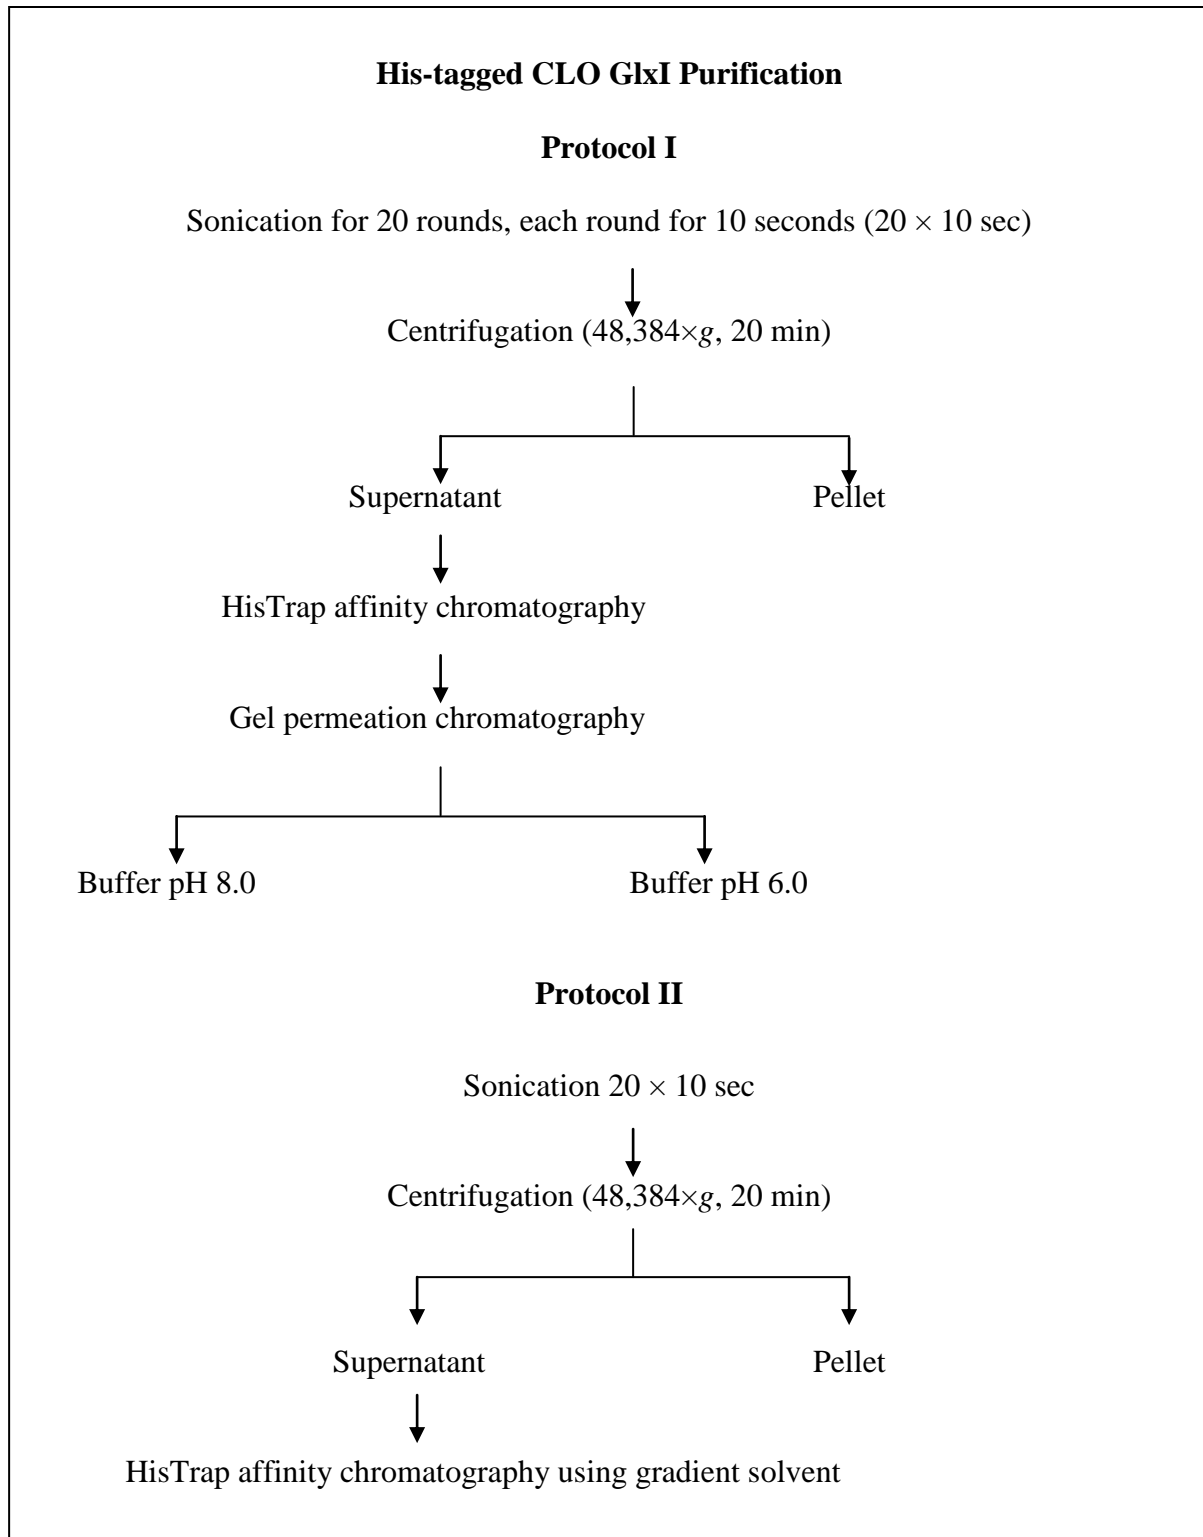 His-tagged CLO GlxI Purification
Protocol I
Sonication for 20 rounds, each round for 10 seconds (20 × 10 sec)
Centrifugation (48,384×g, 20 min)
Supernatant Pellet
HisTrap affinity chromatography
Gel permeation chromatography
Buffer pH 8.0 Buffer pH 6.0
Protocol II
Sonication 20 × 10 sec
Centrifugation (48,384×g, 20 min)
Supernatant Pellet
HisTrap affinity chromatography using gradient solvent